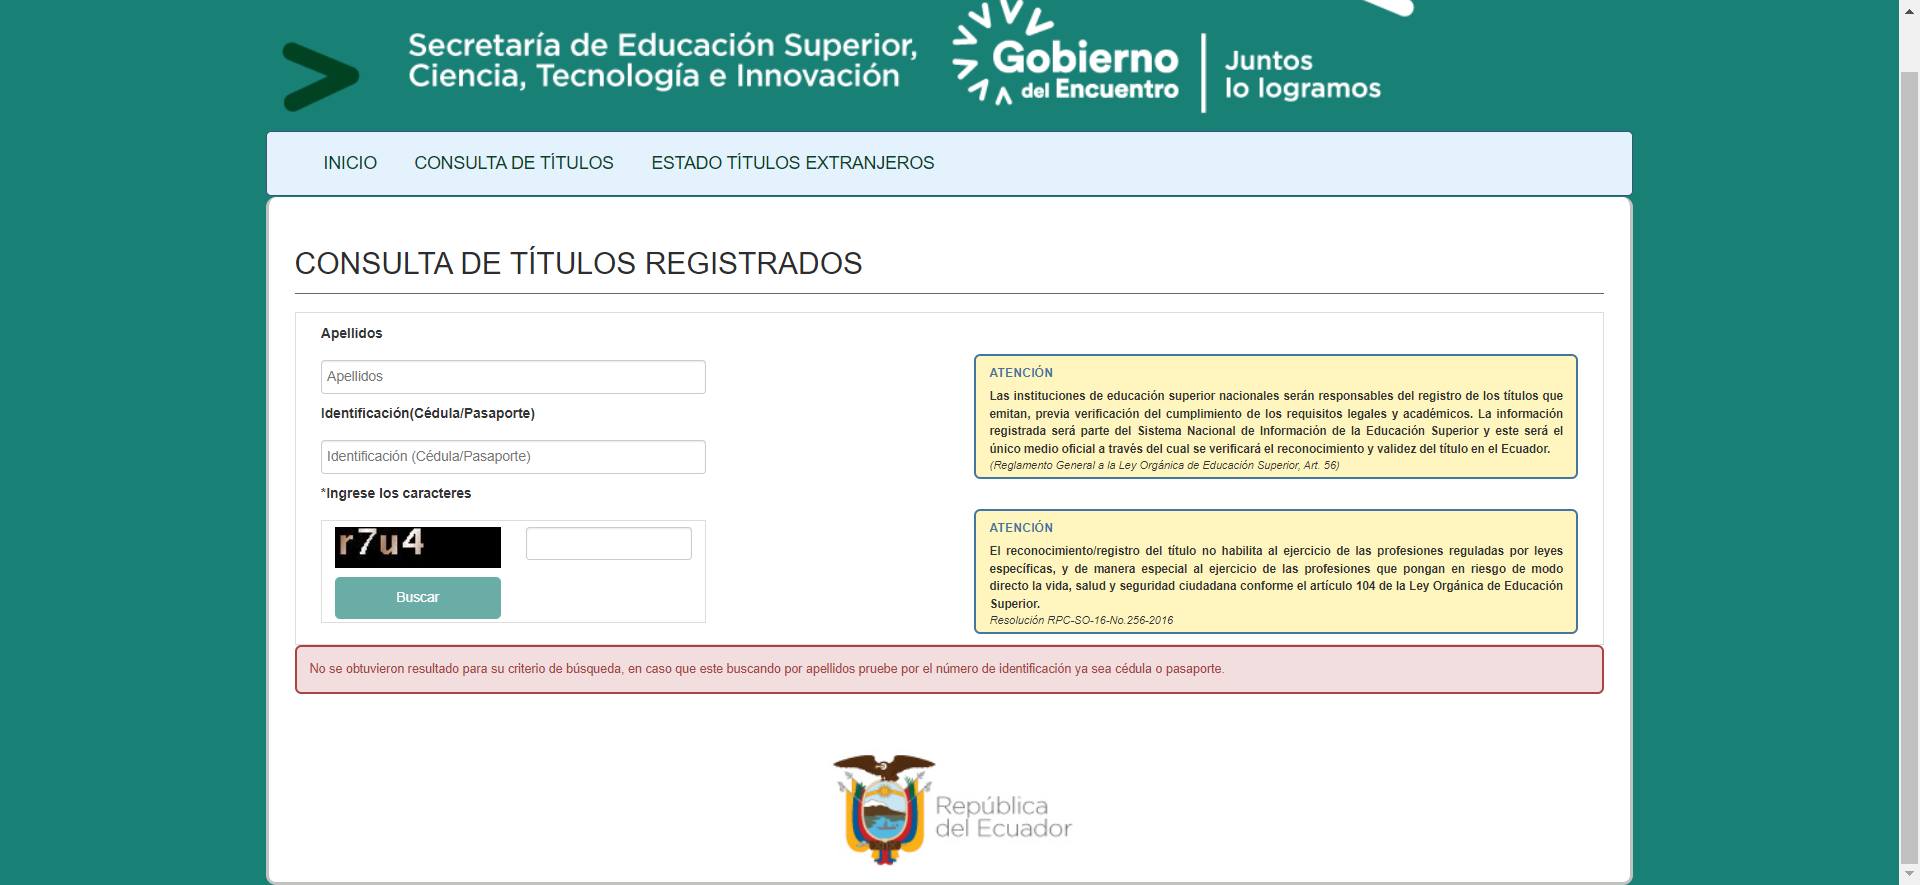 Secretaría de Educación Superior,
Ciencia, Tecnología e Innovación
Gobierno
del Encuentro
Juntos
lo logramos
INICIO
CONSULTA DE TÍTULOS
ESTADO TÍTULOS EXTRANJEROS
CONSULTA DE TÍTULOS REGISTRADOS
Apellidos
Apellidos
Identificación(Cédula/Pasaporte)
Identificación (Cédula/Pasaporte)
*Ingrese los caracteres
r7u4
Buscar
ATENCIÓN
Las instituciones de educación superior nacionales serán responsables del registro de los títulos que
emitan, previa verificación del cumplimiento de los requisitos legales y académicos. La información
registrada será parte del Sistema Nacional de Información de la Educación Superior y este será el
único medio oficial a través del cual se verificará el reconocimiento y validez del título en el Ecuador.
(Reglamento General a la Ley Orgánica de Educación Superior, Art. 56)
ATENCIÓN
El reconocimiento/registro del título no habilita al ejercicio de las profesiones reguladas por leyes
específicas, y de manera especial al ejercicio de las profesiones que pongan en riesgo de modo
directo la vida, salud y seguridad ciudadana conforme el artículo 104 de la Ley Orgánica de Educación
Superior.
Resolución RPC-SO-16-No.256-2016
No se obtuvieron resultado para su criterio de búsqueda, en caso que este buscando por apellidos pruebe por el número de identificación ya sea cédula o pasaporte.
República
del Ecuador